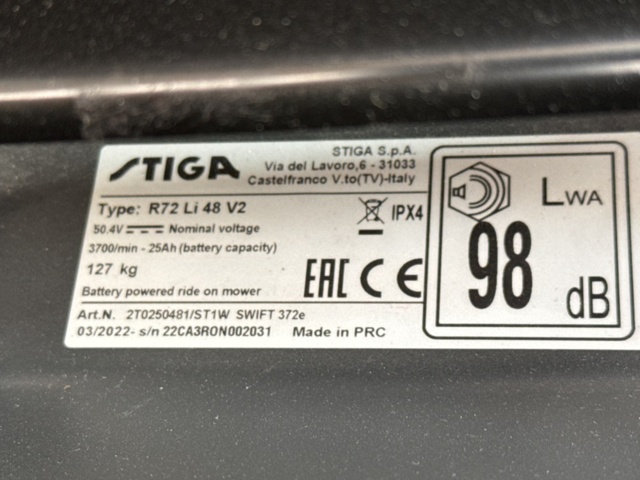 STIGA
STIGA S.p.A.
Via del Lavoro,6 - 31033
Castelfranco V.to(TV)-Italy
Type: R72 Li 48 V2
50.4V Nominal voltage
3700/min - 25Ah (battery capacity)
127 kg
Battery powered ride on mower
IPX4
EAC CE
Art.N. 2T0250481/ST1W SWIFT 372e
03/2022- s/n 22CA3RON002031 Made in PRC
LWA
98
dB